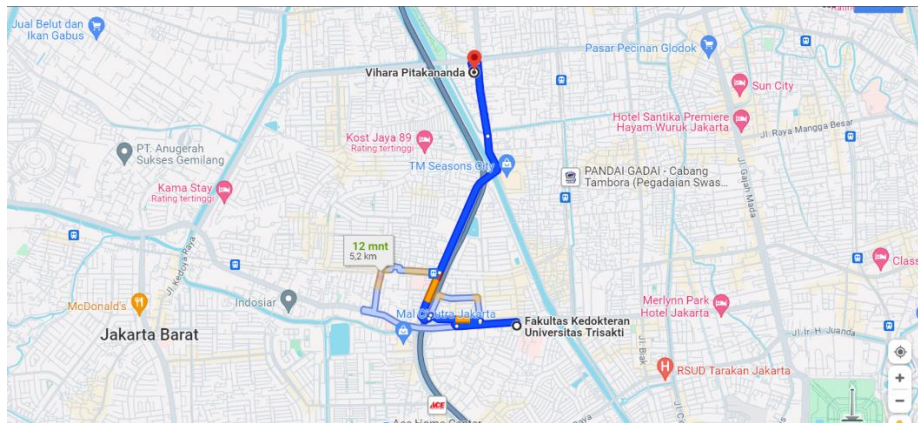 Jual Belut dan
Ikan Gabus
Pasar Pecinan Glodok
Vihara Pitakananda
Sun City
Hotel Santika Premiere
Hayam Wuruk Jakarta
Jl. Raya Mangga Besar
Kost Jaya 89
Rating tertinggi
PT. Anugerah
Sukses Gemilang
TM Seasons City
PANDAI GADAI - Cabang
Tambora (Pegadaian Swas...
Jl. Gajah Mada
Kama Stay
Rating tertinggi
Jl. Kedoya Raya
12 mnt
5,2 km
Class
Indosiar
McDonald's
Merlynn Park
Hotel Jakarta
Fakultas Kedokteran
Universitas Trisakti
Jakarta Barat
Jl. Ir. H. Juanda
Jl. Biak
RSUD Tarakan Jakarta
ACE
Ace Home Center